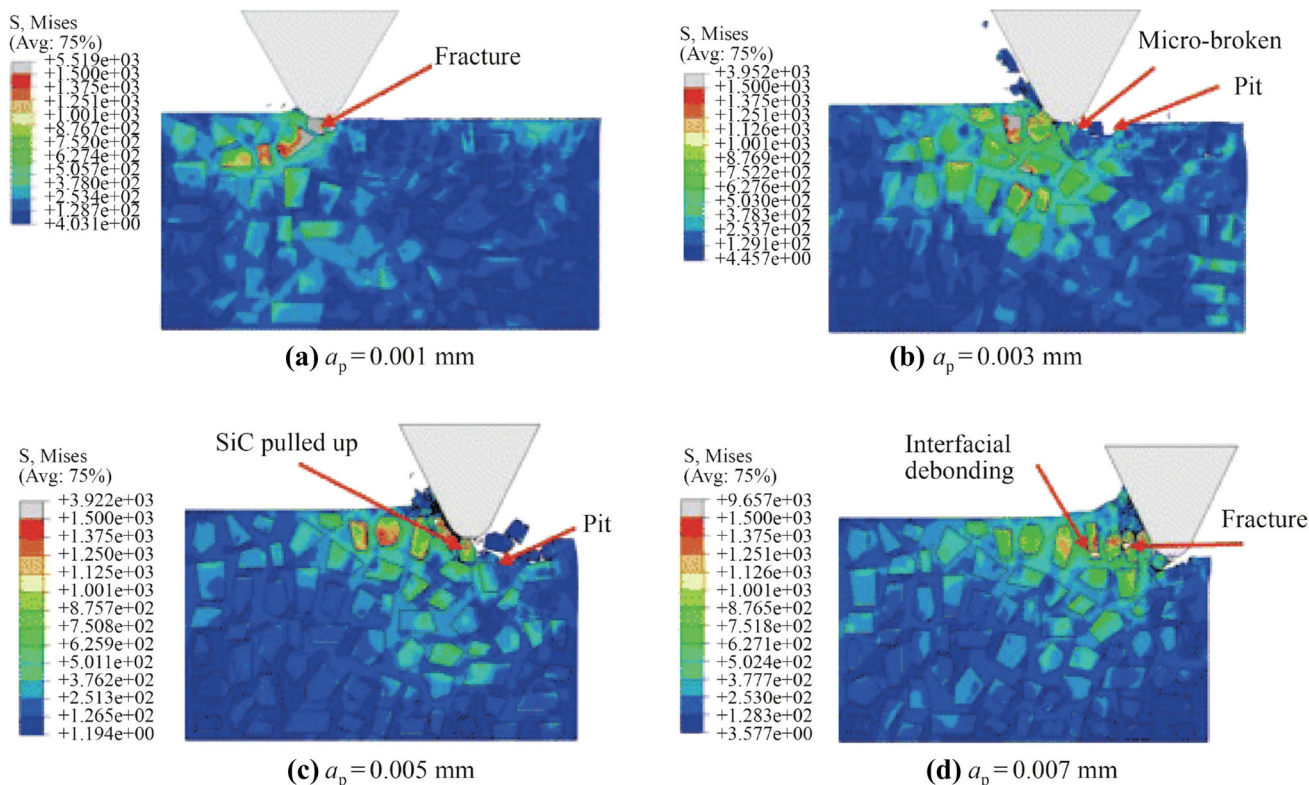 S, Mises
(Avg: 75%)
+5.519e+03
+1.500e+03
+1.375e+03
+1.251e+03
+1.001e+03
+8.767e+02
+7.520e+02
+6.274e+02
+5.057e+02
+3.780e+02
+2.534e+02
+1.287e+02
+4.031e+00
Fracture
(a) ap = 0.001 mm
S, Mises
(Avg: 75%)
+3.952e+03
+1.500e+03
+1.375e+03
+1.251e+03
+1.126e+03
+1.001e+03
+8.769e+02
+7.522e+02
+6.276e+02
+5.030e+02
+3.783e+02
+2.537e+02
+1.291e+02
+4.457e+00
Micro-broken
Pit
(b) ap = 0.003 mm
S, Mises
(Avg: 75%)
+3.922e+03
+1.500e+03
+1.375e+03
+1.250e+03
+1.125e+03
+1.001e+03
+8.757e+02
+7.508e+02
+6.259e+02
+5.011e+02
+3.762e+02
+2.513e+02
+1.265e+02
+1.194e+00
SiC pulled up
Pit
(c) ap = 0.005 mm
S, Mises
(Avg: 75%)
+9.657e+03
+1.500e+03
+1.375e+03
+1.251e+03
+1.126e+03
+1.001e+03
+8.765e+02
+7.518e+02
+6.271e+02
+5.024e+02
+3.777e+02
+2.530e+02
+1.283e+02
+3.577e+00
Interfacial
debonding
Fracture
(d) ap = 0.007 mm